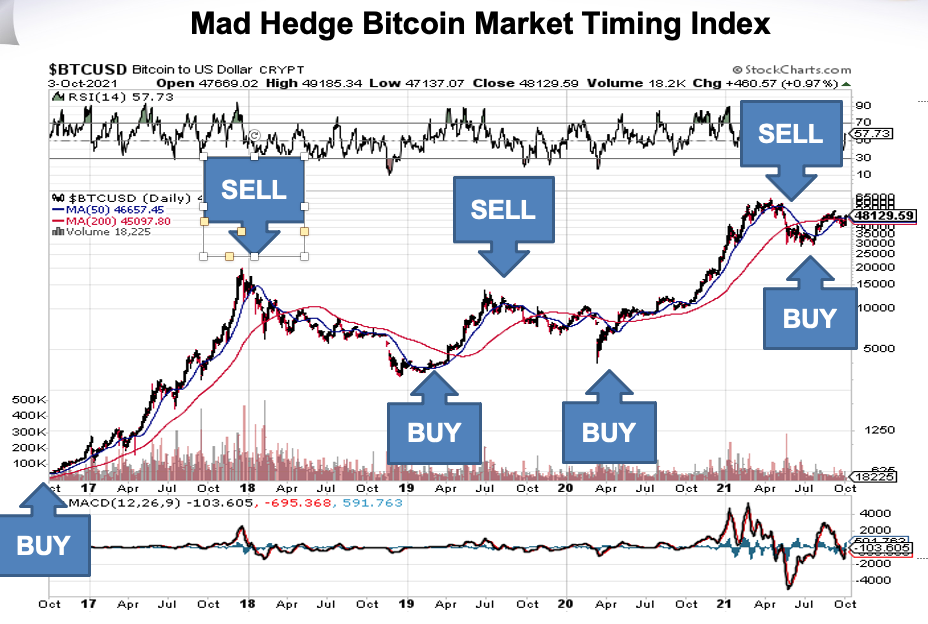 Mad Hedge Bitcoin Market Timing Index
$BTCUSD Bitcoin to US Dollar CRYPT
© StockCharts.com
3-Oct-2021
Open 47669.02 High 49185.34 Low 47137.07 Close 48129.59 Volume 18.2K Chg +460.57 (+0.97%)
RSI(14) 57.73
90
70
57.73
30
10
SELL
SELL
SELL
$BTCUSD (Daily) 4
MA(50) 46657.45
MA(200) 45097.80
Volume 18,225
48129.59
35000
30000
25000
20000
15000
10000
5000
1250
BUY
BUY
BUY
BUY
500K
400K
300K
200K
100K
18225
17 Apr Jul Oct 18 Apr Jul Oct 19 Apr Jul Oct 20 Apr Jul Oct 21 Apr Jul Oct
MACD(12,26,9) -103.605, -695.368, 591.763
4000
2000
-103.605
-2000
-4000
Oct 17 Apr Jul Oct 18 Apr Jul Oct 19 Apr Jul Oct 20 Apr Jul Oct 21 Apr Jul Oct